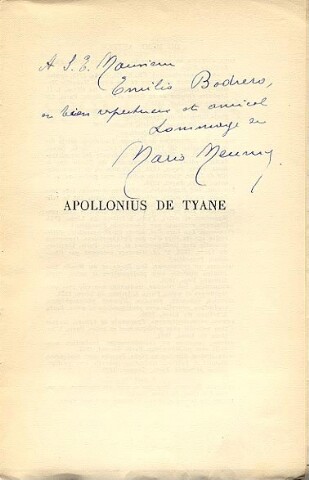 A S. E. Monsieur
Emilio Bodrero,
en bien respectueux et amical
hommage de
Mario Meunier,
APOLLONIUS DE TYANE